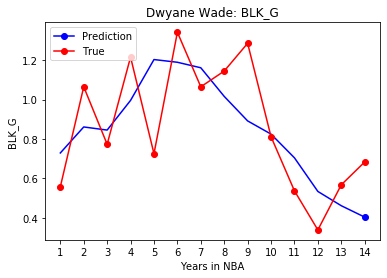 Dwyane Wade: BLK_G
Prediction
True
BLK_G
1.2
1.0
0.8
0.6
0.4
1 2 3 4 5 6 7 8 9 10 11 12 13 14
Years in NBA